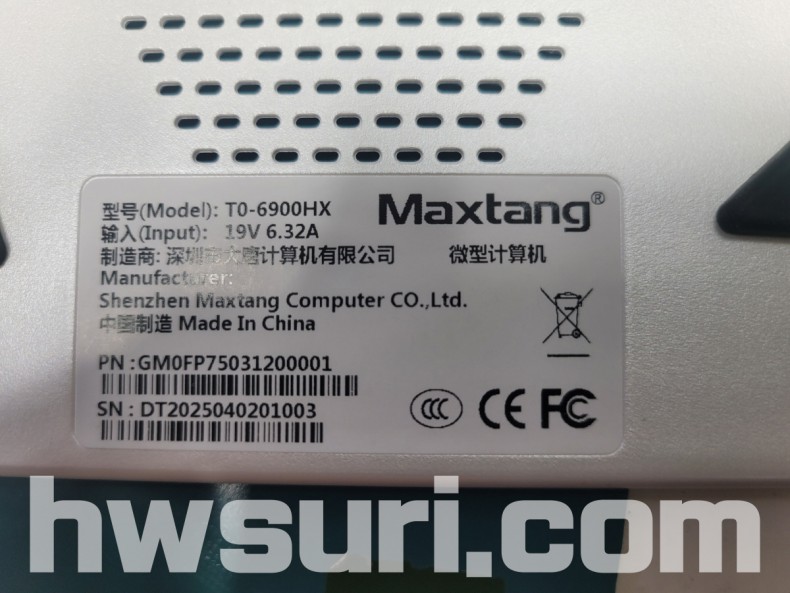 型号(Model): T0-6900HX
Maxtang®
输入(Input): 19V 6.32A
制造商: 深圳市大唐计算机有限公司 微型计算机
Manufacturer:
Shenzhen Maxtang Computer CO.,Ltd.
中国制造 Made In China
PN :GM0FP75031200001
SN : DT2025040201003
CCC CE FC
hwsuri.com